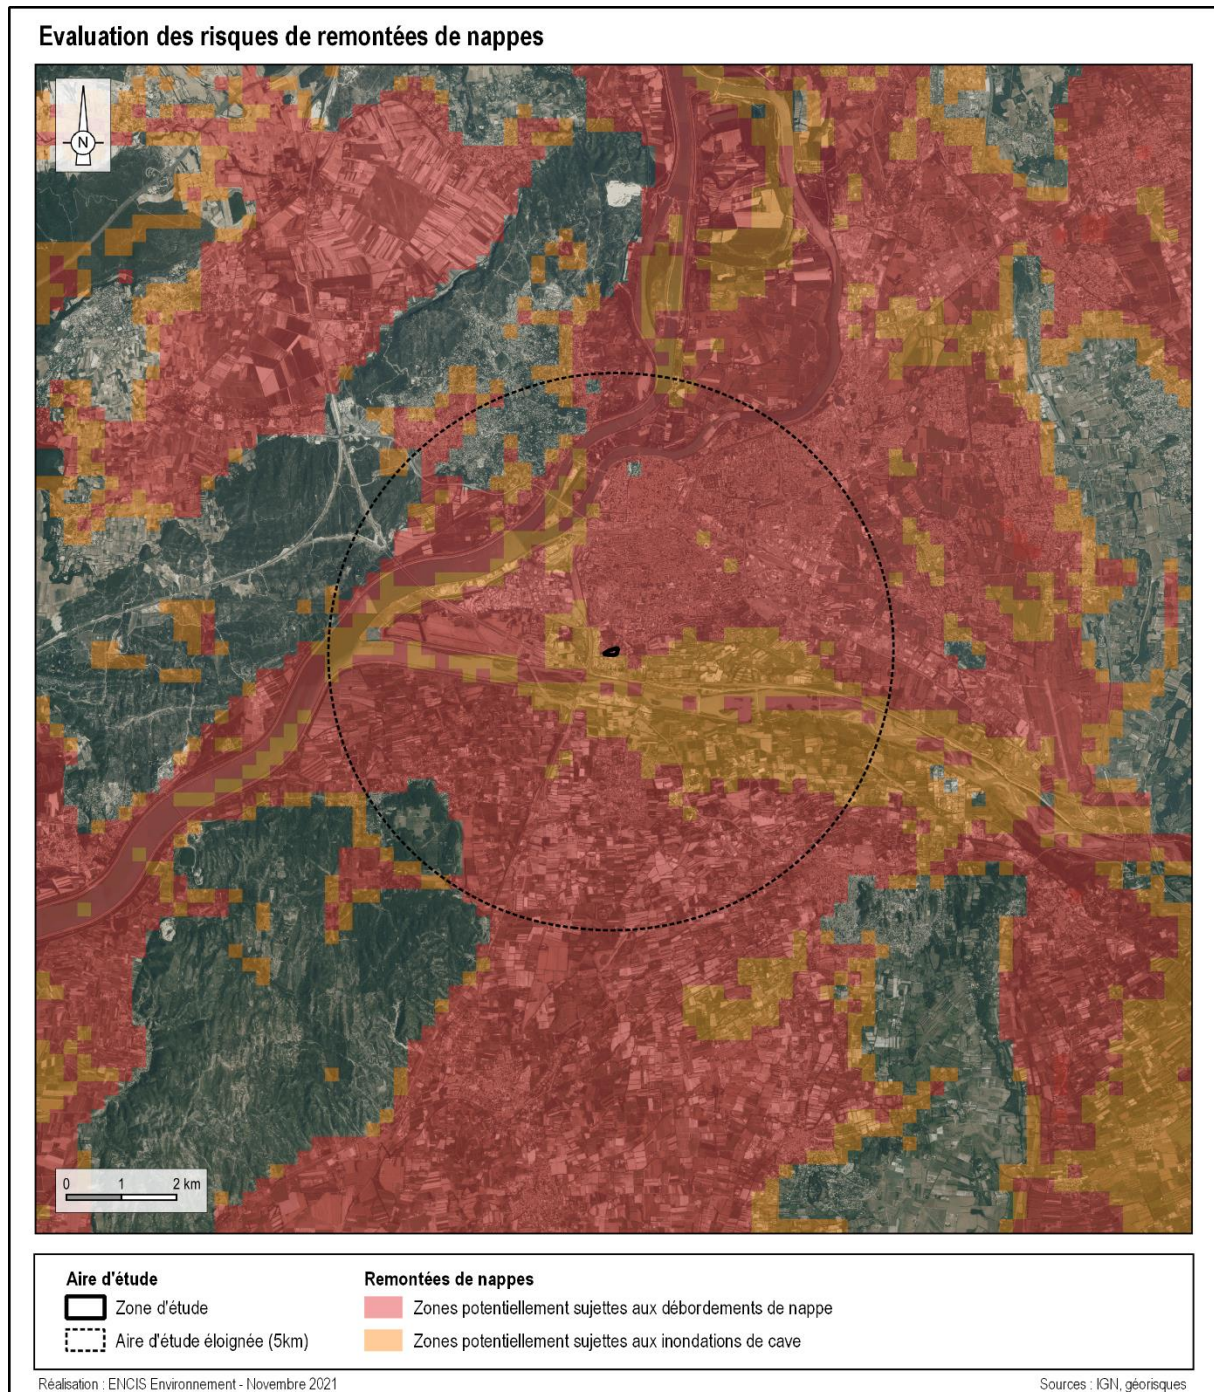 Evaluation des risques de remontées de nappes
N
0 1 2 km
Aire d'étude
Zone d'étude
Aire d'étude éloignée (5km)
Remontées de nappes
Zones potentiellement sujettes aux débordements de nappe
Zones potentiellement sujettes aux inondations de cave
Réalisation : ENCIS Environnement - Novembre 2021
Sources : IGN, géorisques